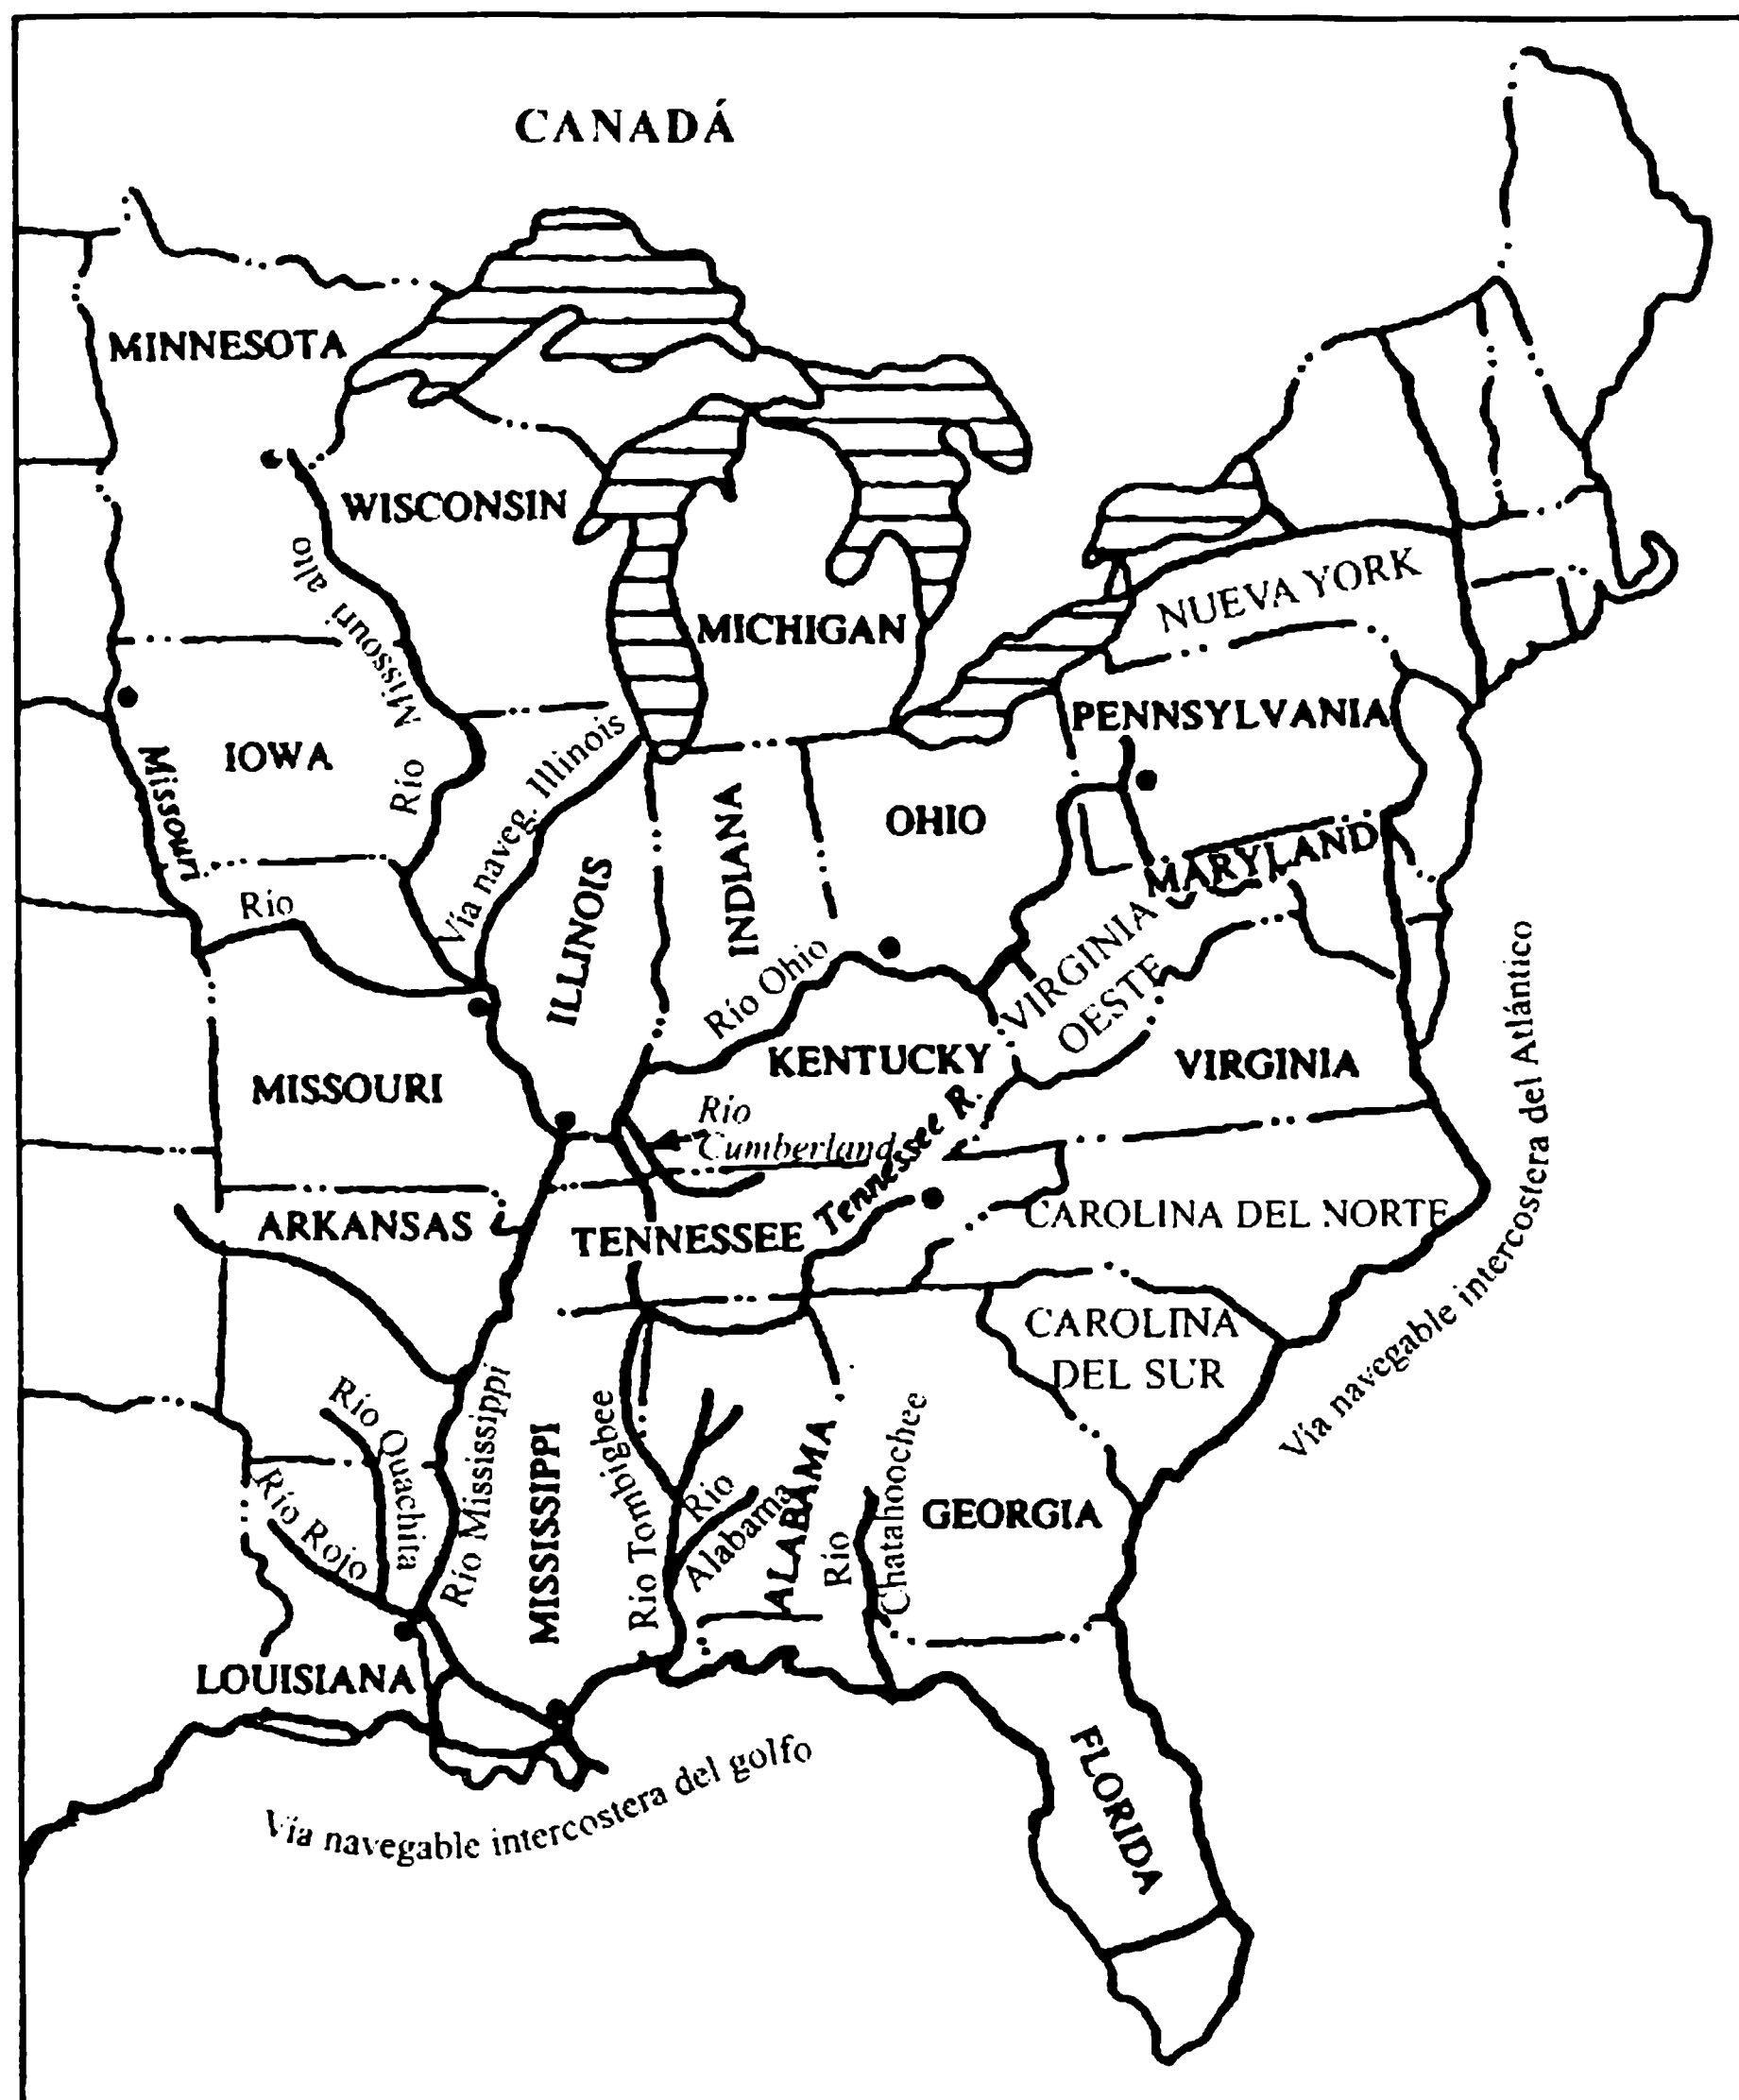 CANADÁ
MINNESOTA
WISCONSIN
Río Missouri alto
MICHIGAN
NUEVA YORK
PENNSYLVANIA
IOWA
Missouri
Río
Vía naveg. Illinois
ILLINOIS
INDIANA
OHIO
MARYLAND
Río Ohio
VIRGINIA
OESTE
VIRGINIA
KENTUCKY
MISSOURI
Río
Cumberland
Tennessee R.
TENNESSEE
ARKANSAS
CAROLINA DEL NORTE
CAROLINA
DEL SUR
Vía navegable intercostera del Atlántico
Río Quachita
Río Rojo
Río Mississippi
MISSISSIPPI
Río Tombigbee
Río
Alabama
ALABAMA
Río
Chatahoochee
GEORGIA
LOUISIANA
FLORIDA
Vía navegable intercostera del golfo